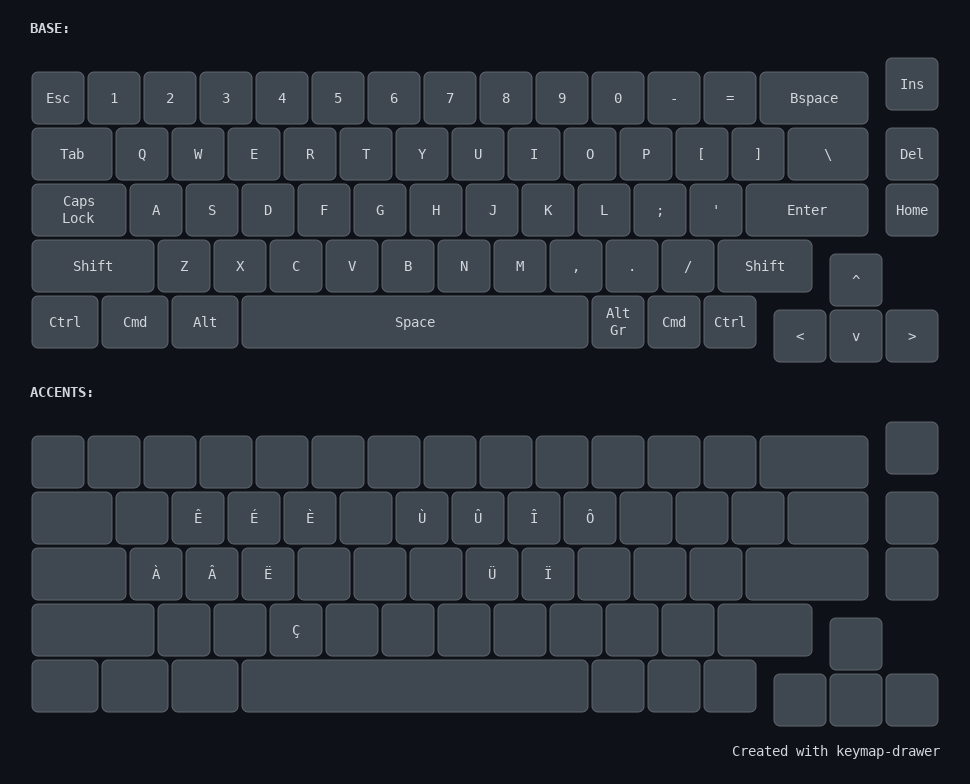 BASE:
Esc 1 2 3 4 5 6 7 8 9 0 - = Bspace Ins
Tab Q W E R T Y U I O P [ ] \ Del
Caps Lock A S D F G H J K L ; ' Enter Home
Shift Z X C V B N M , . / Shift ^
Ctrl Cmd Alt Space Alt Gr Cmd Ctrl < v >
ACCENTS:
Ê É È Ù Û Î Ô
À Â Ë Ü Ï
Ç
Created with keymap-drawer